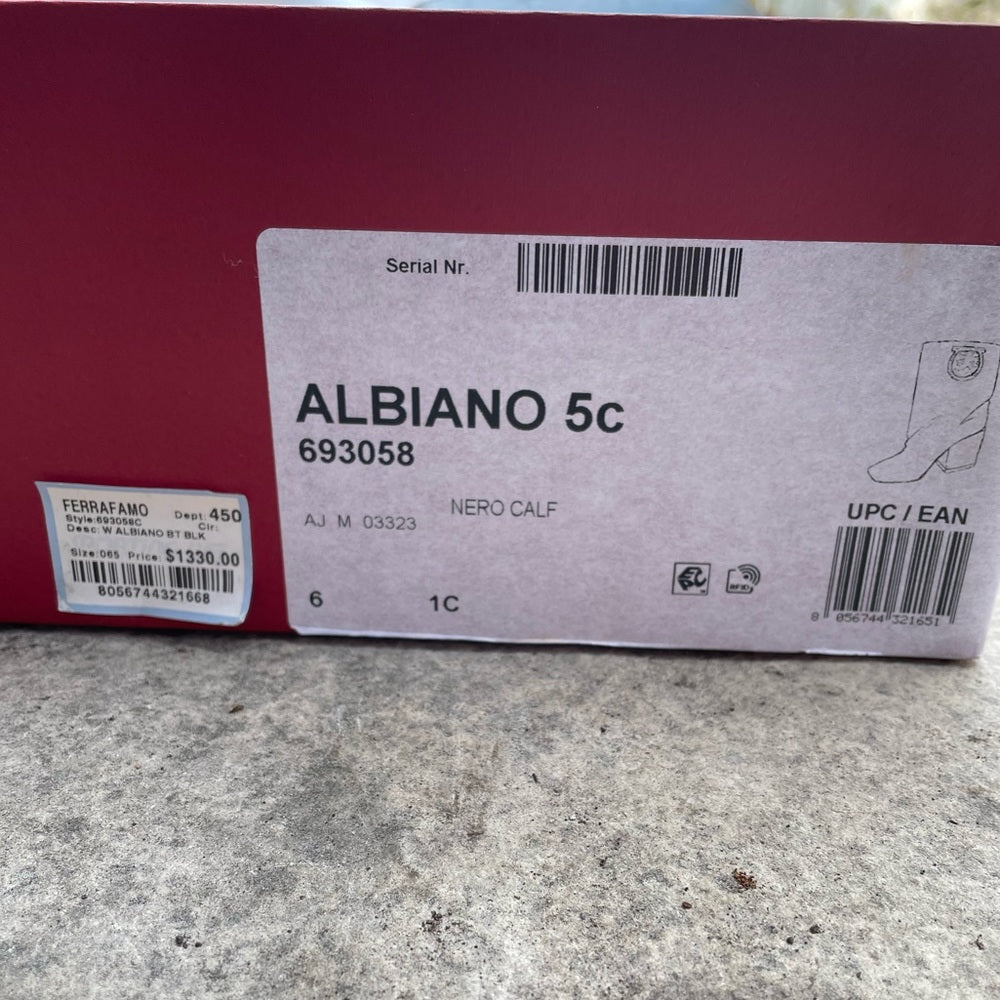 Serial Nr.
ALBIANO 5c
693058
NERO CALF
AJ M 03323
6 1C
RFID
UPC / EAN
8 056744 321651
FERRAFAMO Dept: 450
Style:693058C Clr:
Desc: W ALBIANO BT BLK
Size:065 Price: $1330.00
8056744321668